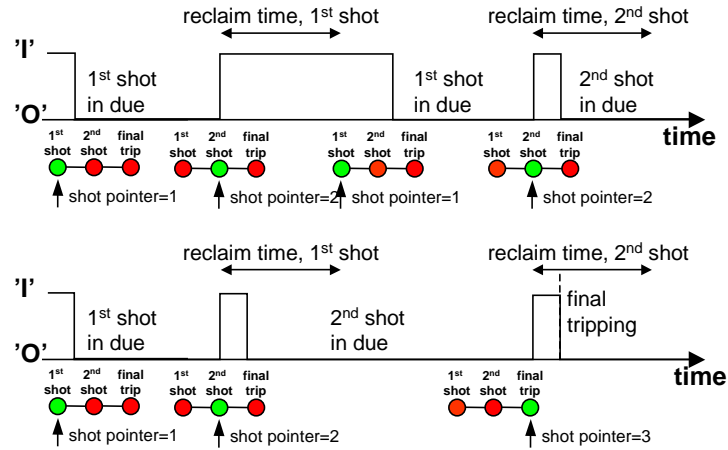 reclaim time, 1st shot reclaim time, 2nd shot
'I'
1st shot in due 1st shot in due 2nd shot in due
'O'
time
1st shot 2nd shot final trip 1st shot 2nd shot final trip 1st shot 2nd shot final trip 1st shot 2nd shot final trip
shot pointer=1 shot pointer=2 shot pointer=1 shot pointer=2
reclaim time, 1st shot reclaim time, 2nd shot
'I'
1st shot in due 2nd shot in due final tripping
'O'
time
1st shot 2nd shot final trip 1st shot 2nd shot final trip 1st shot 2nd shot final trip
shot pointer=1 shot pointer=2 shot pointer=3